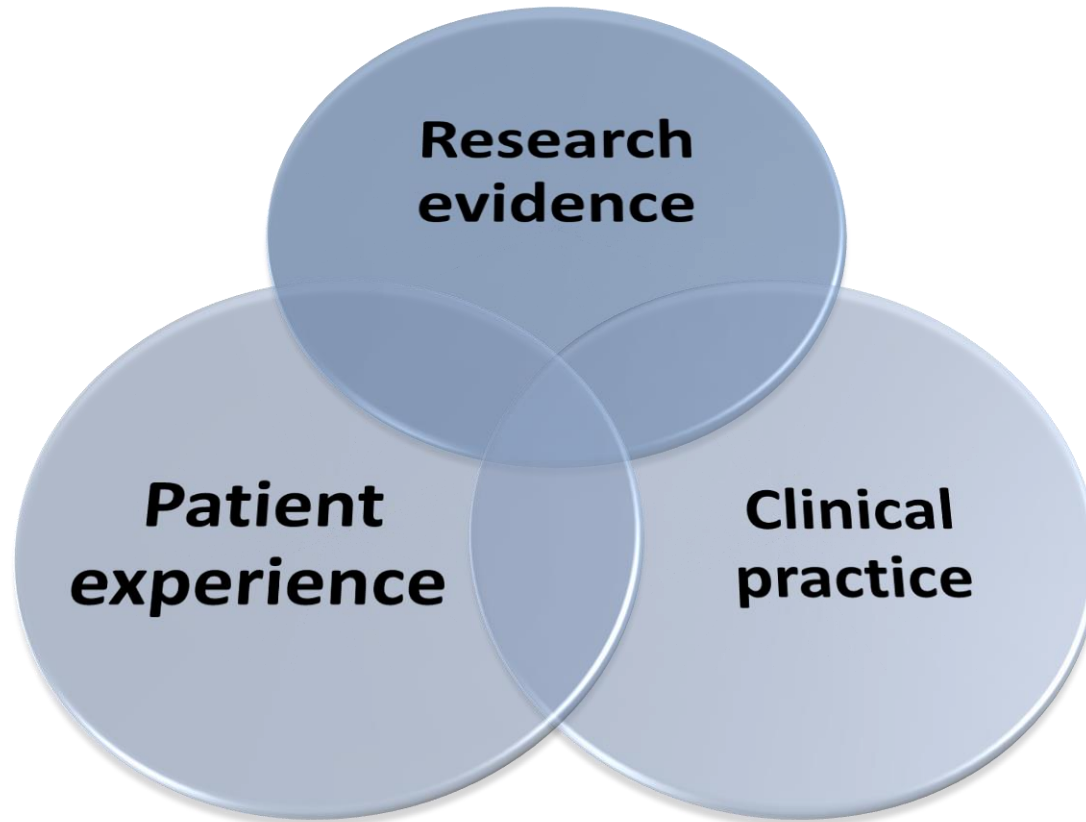 Research
evidence
Patient
experience
Clinical
practice